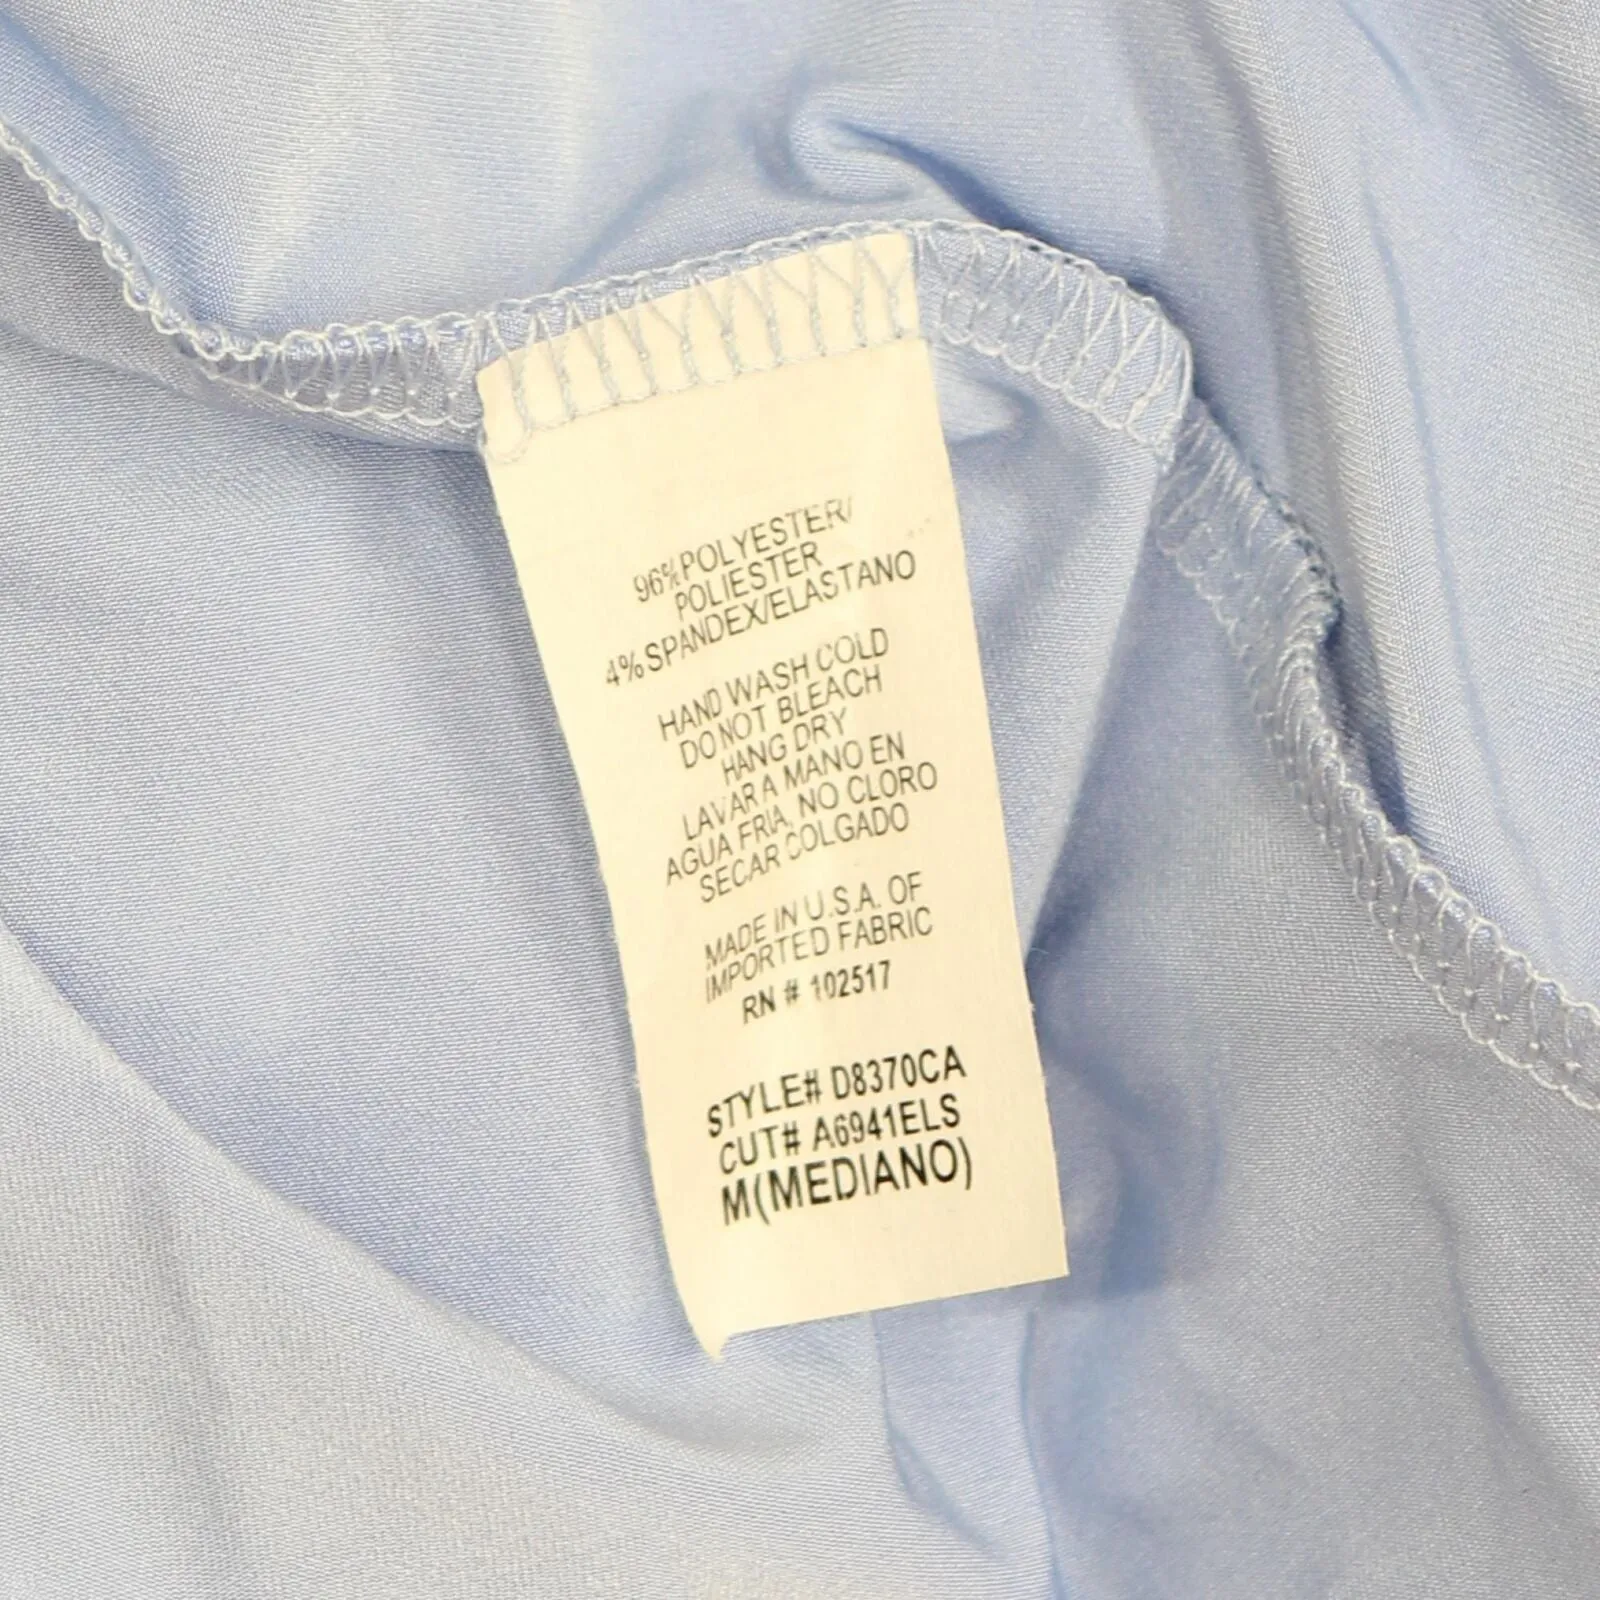 96% POLYESTER/
POLIESTER
4% SPANDEX/ELASTANO
HAND WASH COLD
DO NOT BLEACH
HANG DRY
LAVAR A MANO EN
AGUA FRIA, NO CLORO
SECAR COLGADO
MADE IN U.S.A. OF
IMPORTED FABRIC
RN # 102517
STYLE# D8370CA
CUT# A6941ELS
M(MEDIANO)